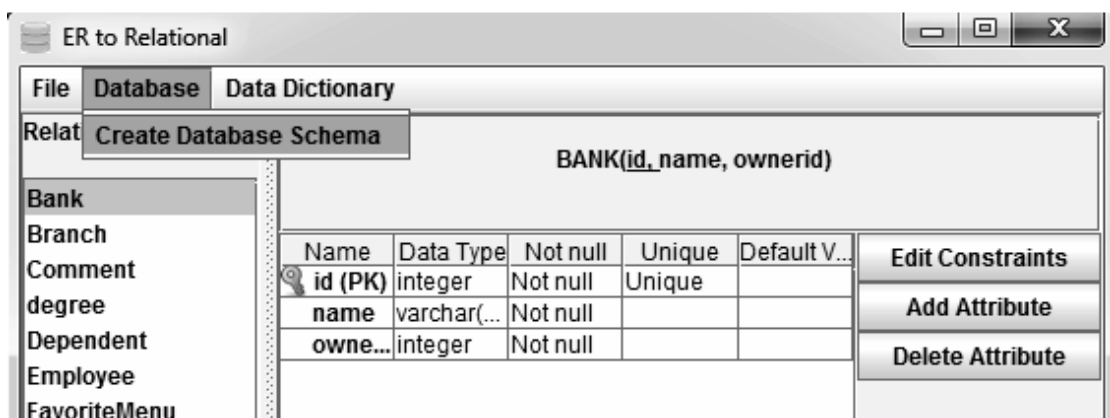 ER to Relational
File Database Data Dictionary
Relat
Create Database Schema
BANK(id, name, ownerid)
Bank
Branch
Comment
degree
Dependent
Employee
FavoriteMenu
Name Data Type Not null Unique Default V...
id (PK) integer Not null Unique
name varchar(... Not null
owne... integer Not null
Edit Constraints
Add Attribute
Delete Attribute